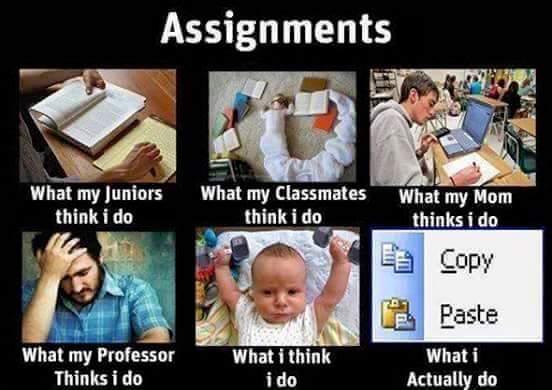 Assignments
What my Juniors
think i do
What my Classmates
think i do
What my Mom
thinks i do
What my Professor
Thinks i do
What i think
i do
Copy
Paste
What i
Actually do